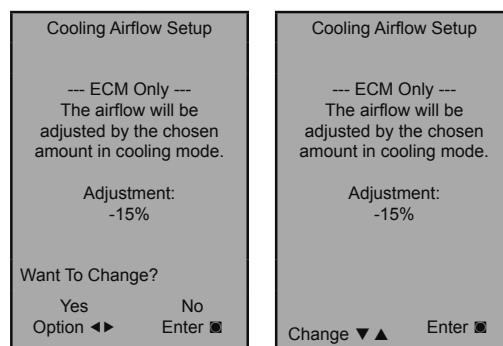 Cooling Airflow Setup
--- ECM Only ---
The airflow will be
adjusted by the chosen
amount in cooling mode.
Adjustment:
-15%
Want To Change?
Yes No
Option ◄► Enter ◙
Cooling Airflow Setup
--- ECM Only ---
The airflow will be
adjusted by the chosen
amount in cooling mode.
Adjustment:
-15%
Change ▼ ▲ Enter ◙